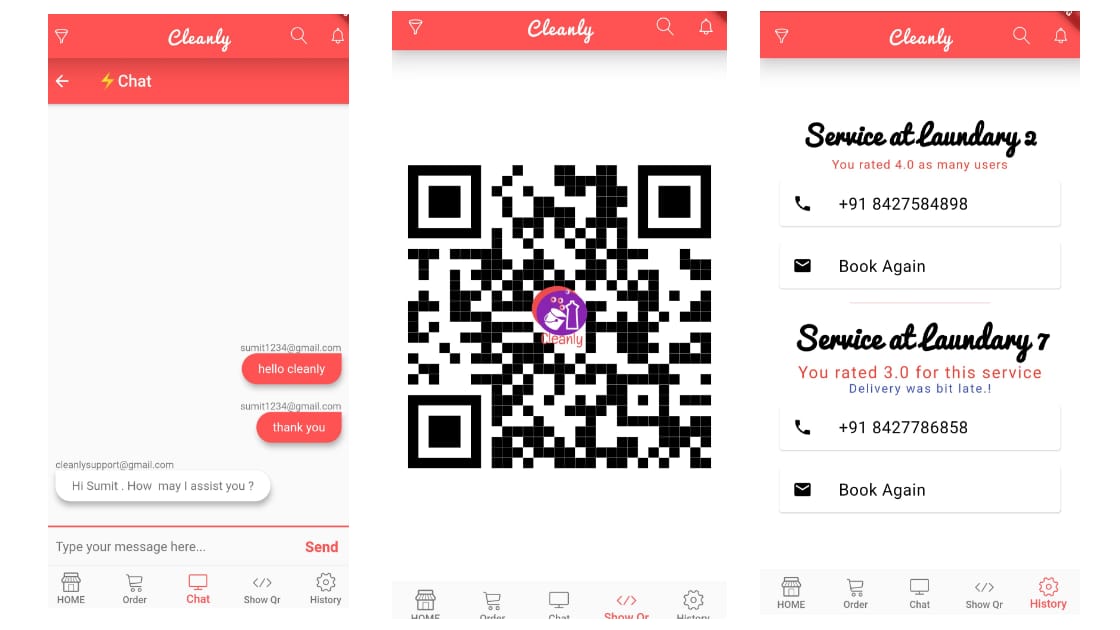 Cleanly
⚡Chat
sumit1234@gmail.com
hello cleanly
sumit1234@gmail.com
thank you
cleanlysupport@gmail.com
Hi Sumit . How  may I assist you ?
Type your message here... Send
HOME Order Chat Show Qr History
Cleanly
Cleanly
HOME Order Chat Show Qr History
Cleanly
Service at Laundary 2
You rated 4.0 as many users
+91 8427584898
Book Again
Service at Laundary 7
You rated 3.0 for this service
Delivery was bit late.!
+91 8427786858
Book Again
HOME Order Chat Show Qr History